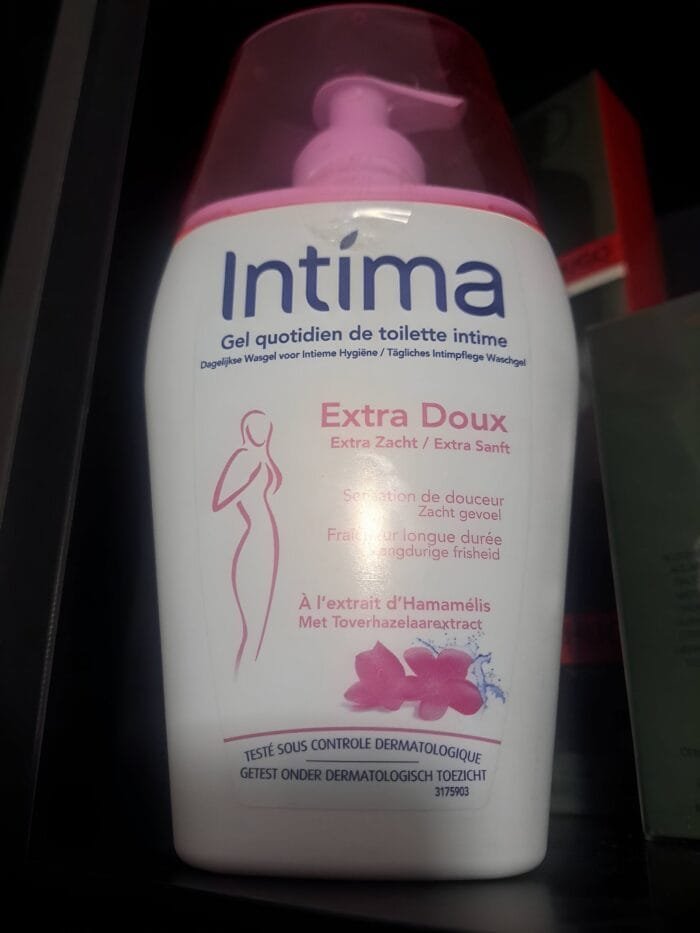 Intima
Gel quotidien de toilette intime
Dagelijkse Wasgel voor Intieme Hygiëne / Tägliches Intimpflege Waschgel
Extra Doux
Extra Zacht / Extra Sanft
Sensation de douceur
Zacht gevoel
Fraîcheur longue durée
Langdurige frisheid
À l'extrait d'Hamamélis
Met Toverhazelaarextract
TESTÉ SOUS CONTROLE DERMATOLOGIQUE
GETEST ONDER DERMATOLOGISCH TOEZICHT
3175903